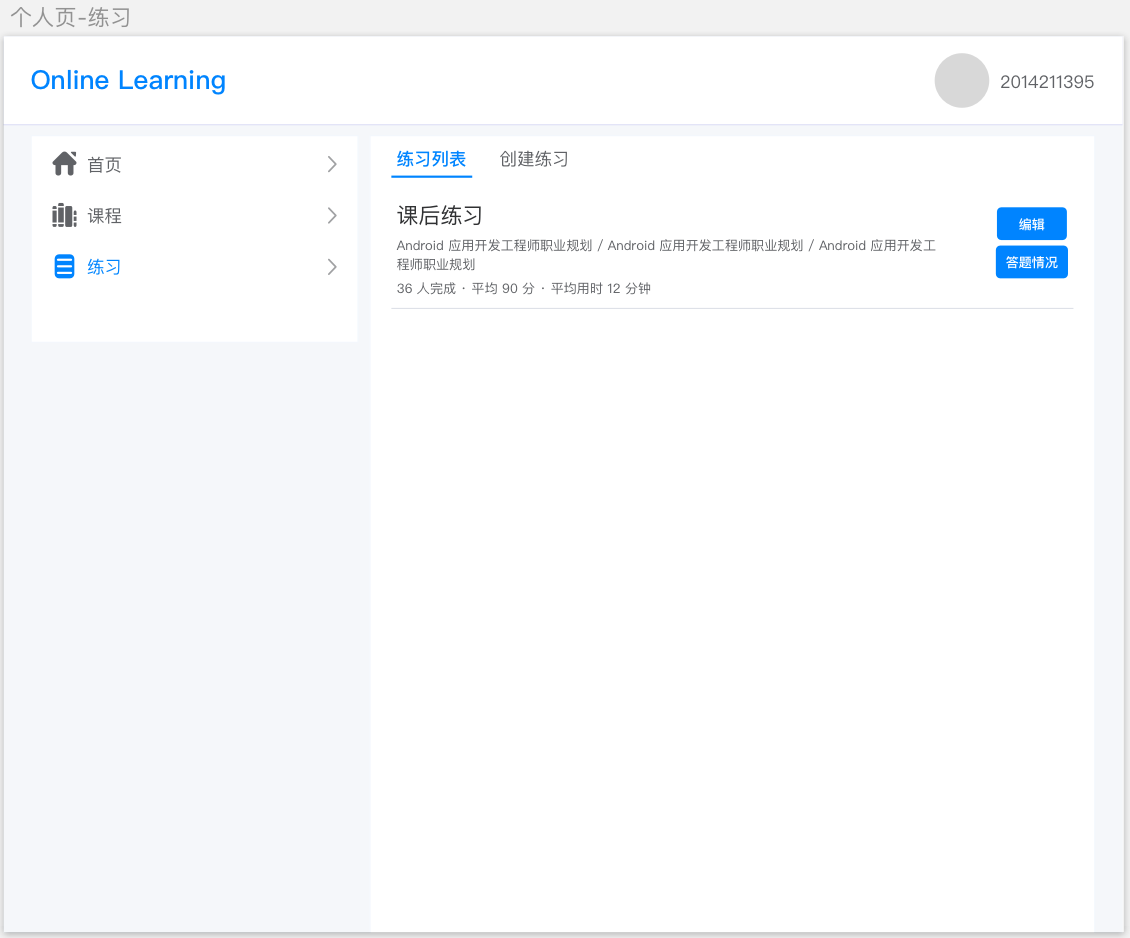 个人页-练习
Online Learning
2014211395
首页
课程
练习
练习列表
创建练习
课后练习
Android 应用开发工程师职业规划 / Android 应用开发工程师职业规划 / Android 应用开发工
程师职业规划
36 人完成 · 平均 90 分 · 平均用时 12 分钟
编辑
答题情况